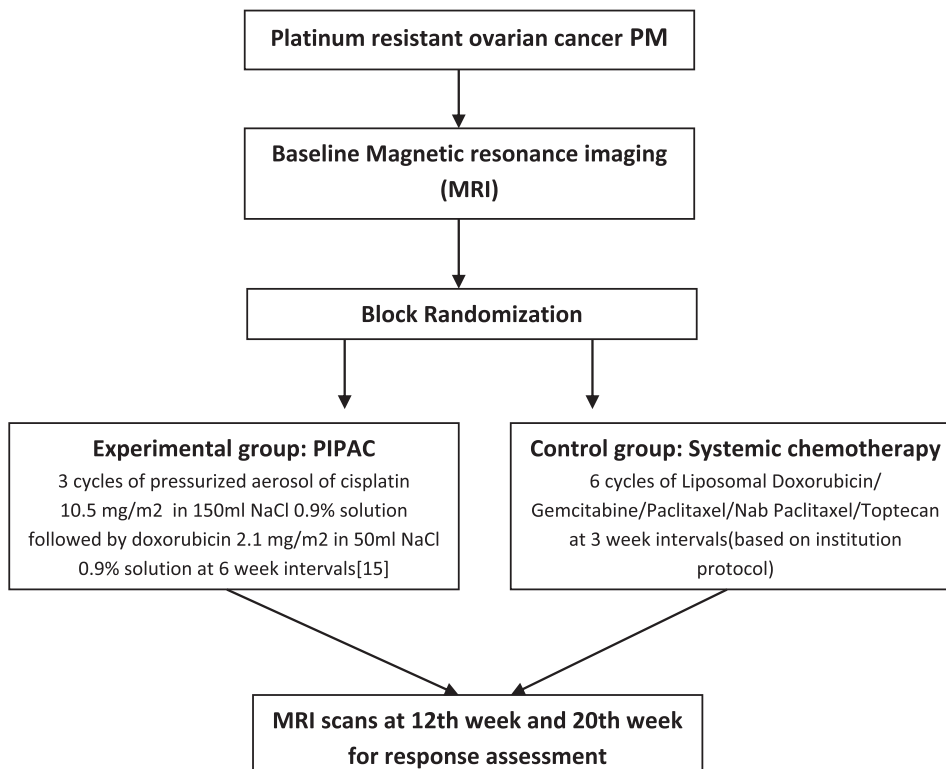 Platinum resistant ovarian cancer PM
Baseline Magnetic resonance imaging
(MRI)
Block Randomization
Experimental group: PIPAC
3 cycles of pressurized aerosol of cisplatin
10.5 mg/m2 in 150ml NaCl 0.9% solution
followed by doxorubicin 2.1 mg/m2 in 50ml NaCl
0.9% solution at 6 week intervals[15]
Control group: Systemic chemotherapy
6 cycles of Liposomal Doxorubicin/
Gemcitabine/Paclitaxel/Nab Paclitaxel/Toptecan
at 3 week intervals(based on institution
protocol)
MRI scans at 12th week and 20th week
for response assessment